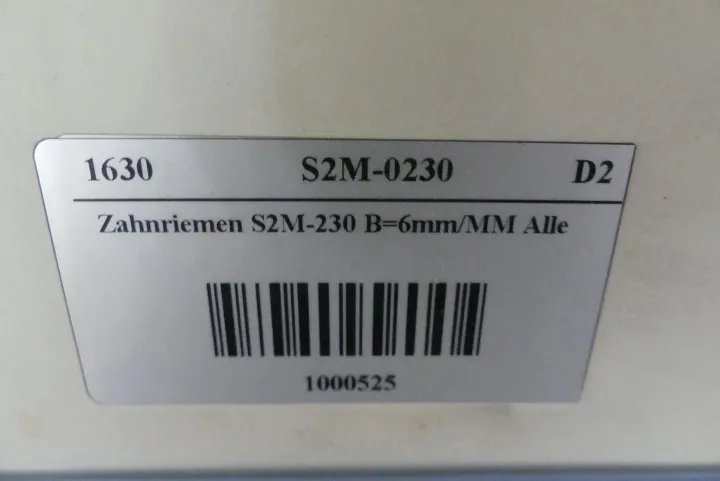 1630 S2M-0230 D2
Zahnriemen S2M-230 B=6mm/MM Alle
1000525